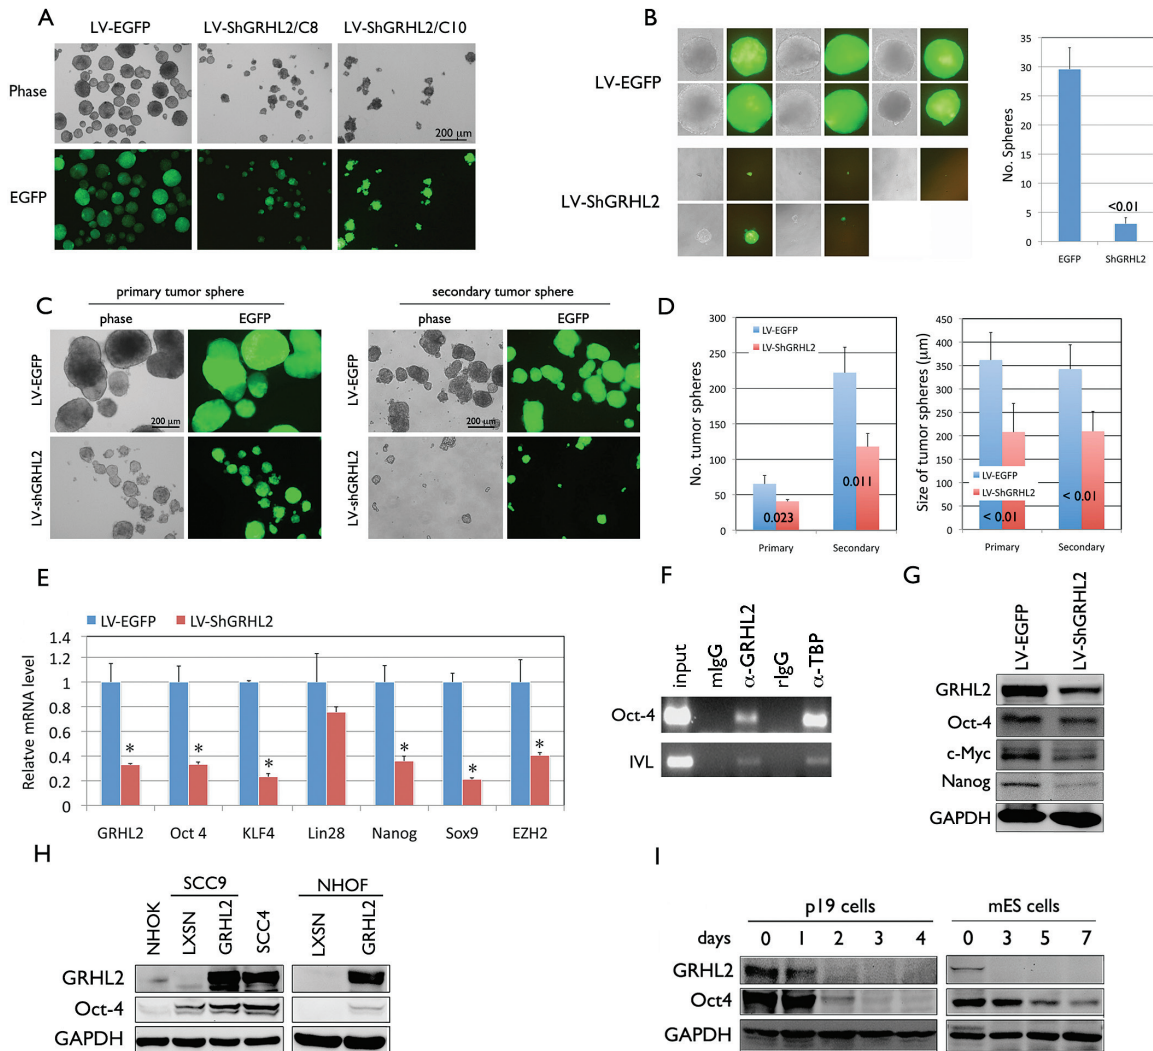 A
LV-EGFP LV-ShGRHL2/C8 LV-ShGRHL2/C10
Phase
200 μm
EGFP
B
LV-EGFP
LV-ShGRHL2
No. Spheres
35
30
25
20
15
10
5
0
<0.01
EGFP ShGRHL2
C
primary tumor sphere secondary tumor sphere
phase EGFP phase EGFP
LV-EGFP
200 μm
LV-shGRHL2
LV-EGFP
200 μm
LV-shGRHL2
D
No. tumor spheres
300
250
200
150
100
50
0
LV-EGFP
LV-ShGRHL2
0.023
0.011
Primary Secondary
Size of tumor spheres (μm)
450
400
350
300
250
200
150
100
50
0
LV-EGFP
LV-ShGRHL2
< 0.01
< 0.01
Primary Secondary
E
LV-EGFP LV-ShGRHL2
Relatve mRNA level
1.4
1.2
1
0.8
0.6
0.4
0.2
0
* * * * * *
GRHL2 Oct 4 KLF4 Lin28 Nanog Sox9 EZH2
F
input mIgG α-GRHL2 rIgG α-TBP
Oct-4
IVL
G
LV-EGFP LV-ShGRHL2
GRHL2
Oct-4
c-Myc
Nanog
GAPDH
H
SCC9 NHOF
NHOK LXSN GRHL2 SCC4 LXSN GRHL2
GRHL2
Oct-4
GAPDH
I
p19 cells mES cells
days 0 1 2 3 4 0 3 5 7
GRHL2
Oct4
GAPDH